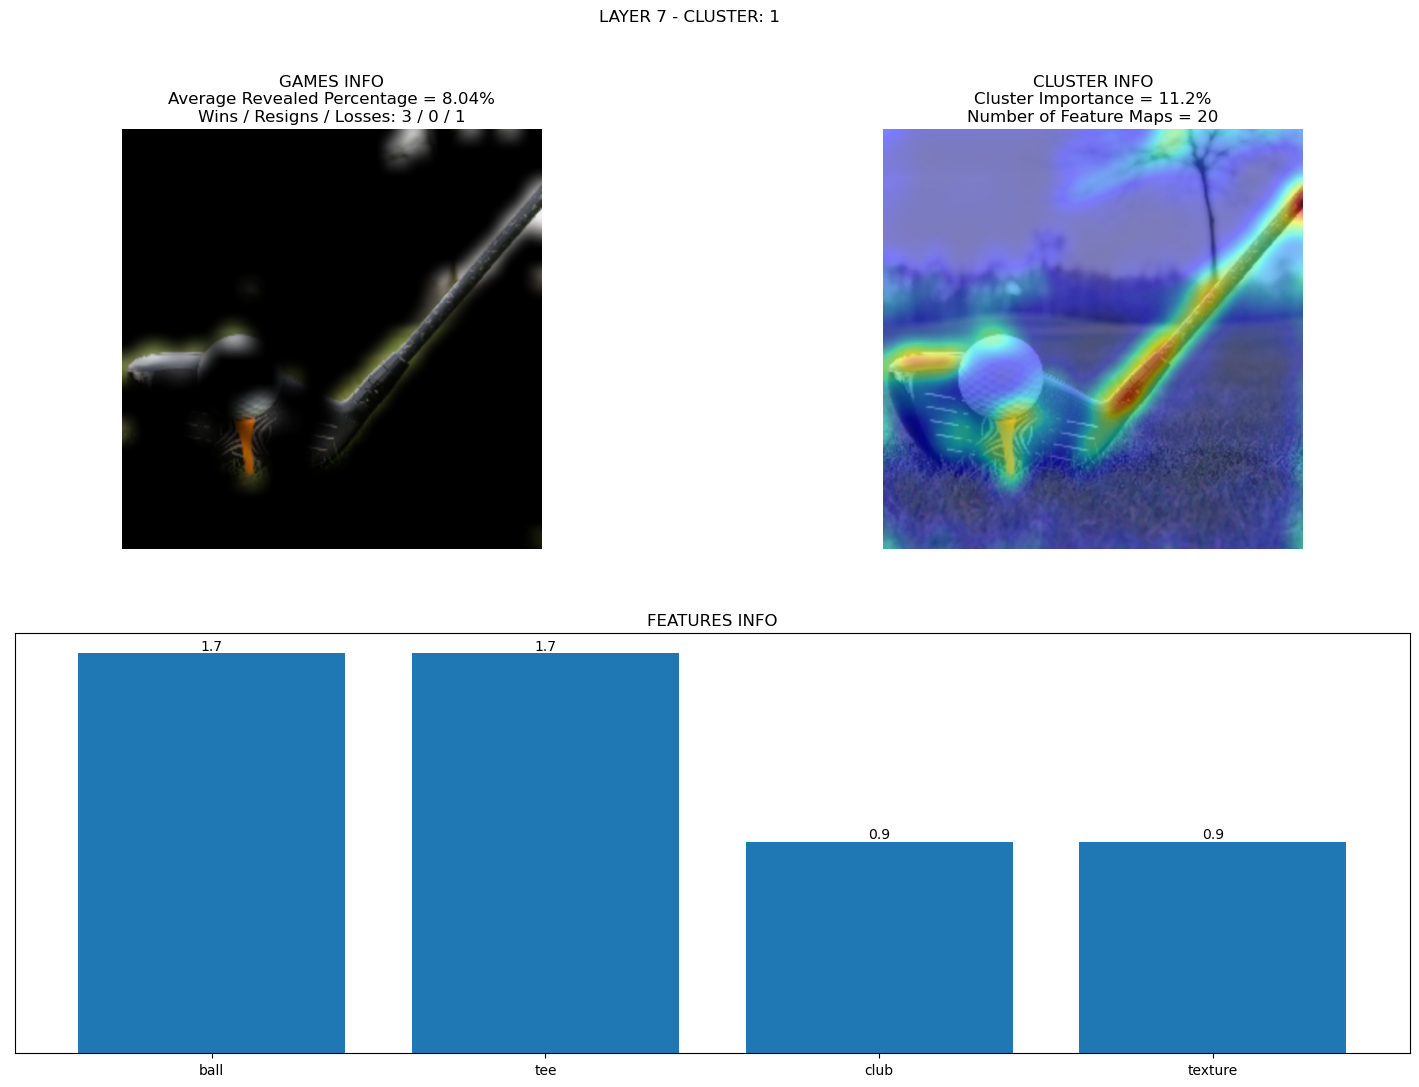 LAYER 7 - CLUSTER: 1
GAMES INFO
Average Revealed Percentage = 8.04%
Wins / Resigns / Losses: 3 / 0 / 1
CLUSTER INFO
Cluster Importance = 11.2%
Number of Feature Maps = 20
FEATURES INFO
1.7
1.7
0.9
0.9
ball
tee
club
texture